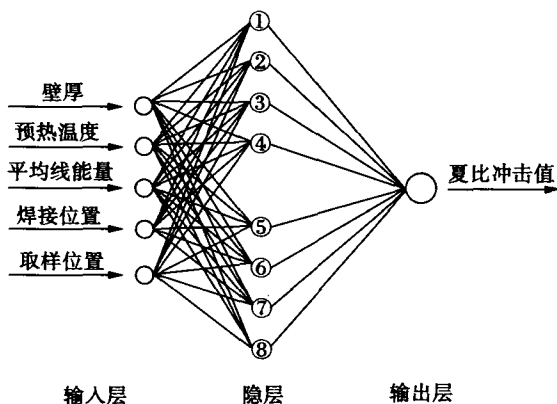 ①
②
③
④
⑤
⑥
⑦
⑧
壁厚
预热温度
平均线能量
焊接位置
取样位置
夏比冲击值
输入层 隐层 输出层